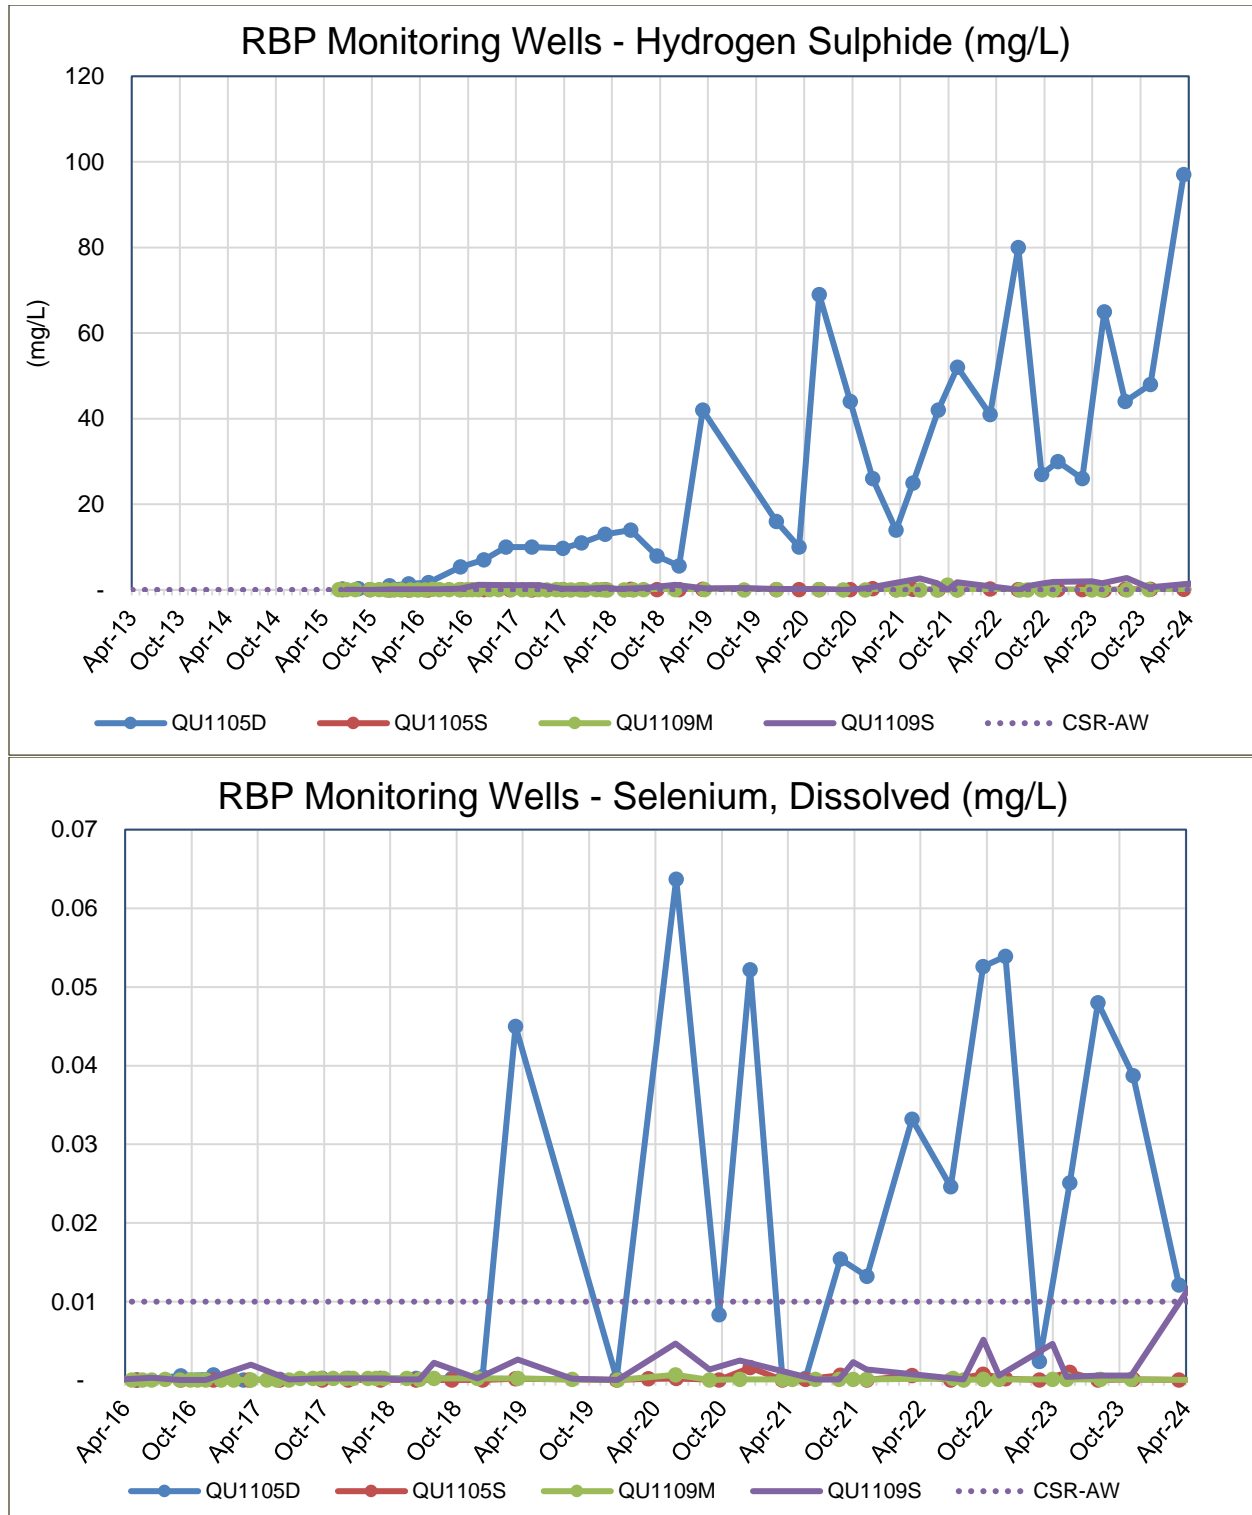 RBP Monitoring Wells - Hydrogen Sulphide (mg/L)
120
100
80
60
40
20
-
(mg/L)
Apr-13 Oct-13 Apr-14 Oct-14 Apr-15 Oct-15 Apr-16 Oct-16 Apr-17 Oct-17 Apr-18 Oct-18 Apr-19 Oct-19 Apr-20 Oct-20 Apr-21 Oct-21 Apr-22 Oct-22 Apr-23 Oct-23 Apr-24
QU1105D QU1105S QU1109M QU1109S CSR-AW
RBP Monitoring Wells - Selenium, Dissolved (mg/L)
0.07
0.06
0.05
0.04
0.03
0.02
0.01
-
Apr-16 Oct-16 Apr-17 Oct-17 Apr-18 Oct-18 Apr-19 Oct-19 Apr-20 Oct-20 Apr-21 Oct-21 Apr-22 Oct-22 Apr-23 Oct-23 Apr-24
QU1105D QU1105S QU1109M QU1109S CSR-AW